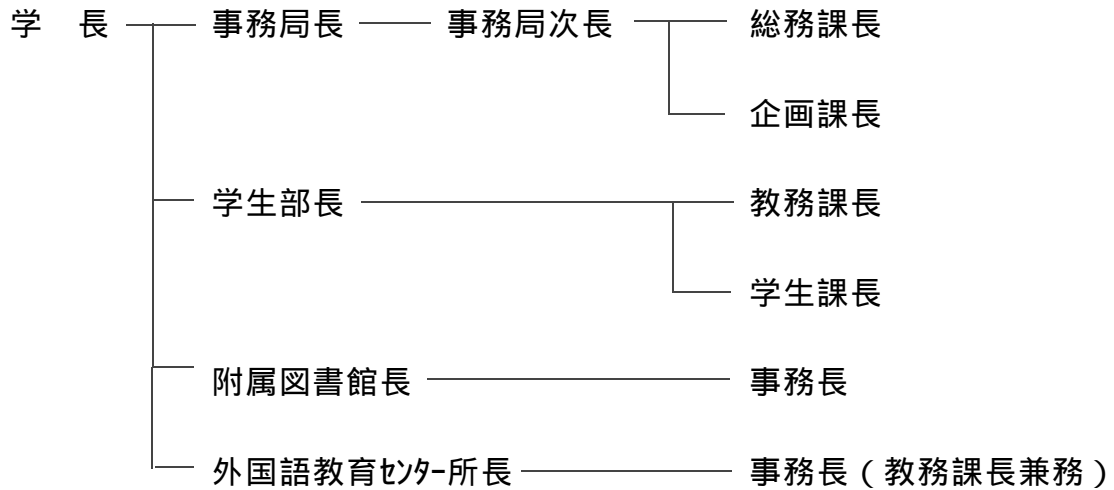 学　長 事務局長 事務局次長 総務課長
企画課長
学生部長 教務課長
学生課長
附属図書館長 事務長
外国語教育ｾﾝﾀｰ所長 事務長（教務課長兼務）